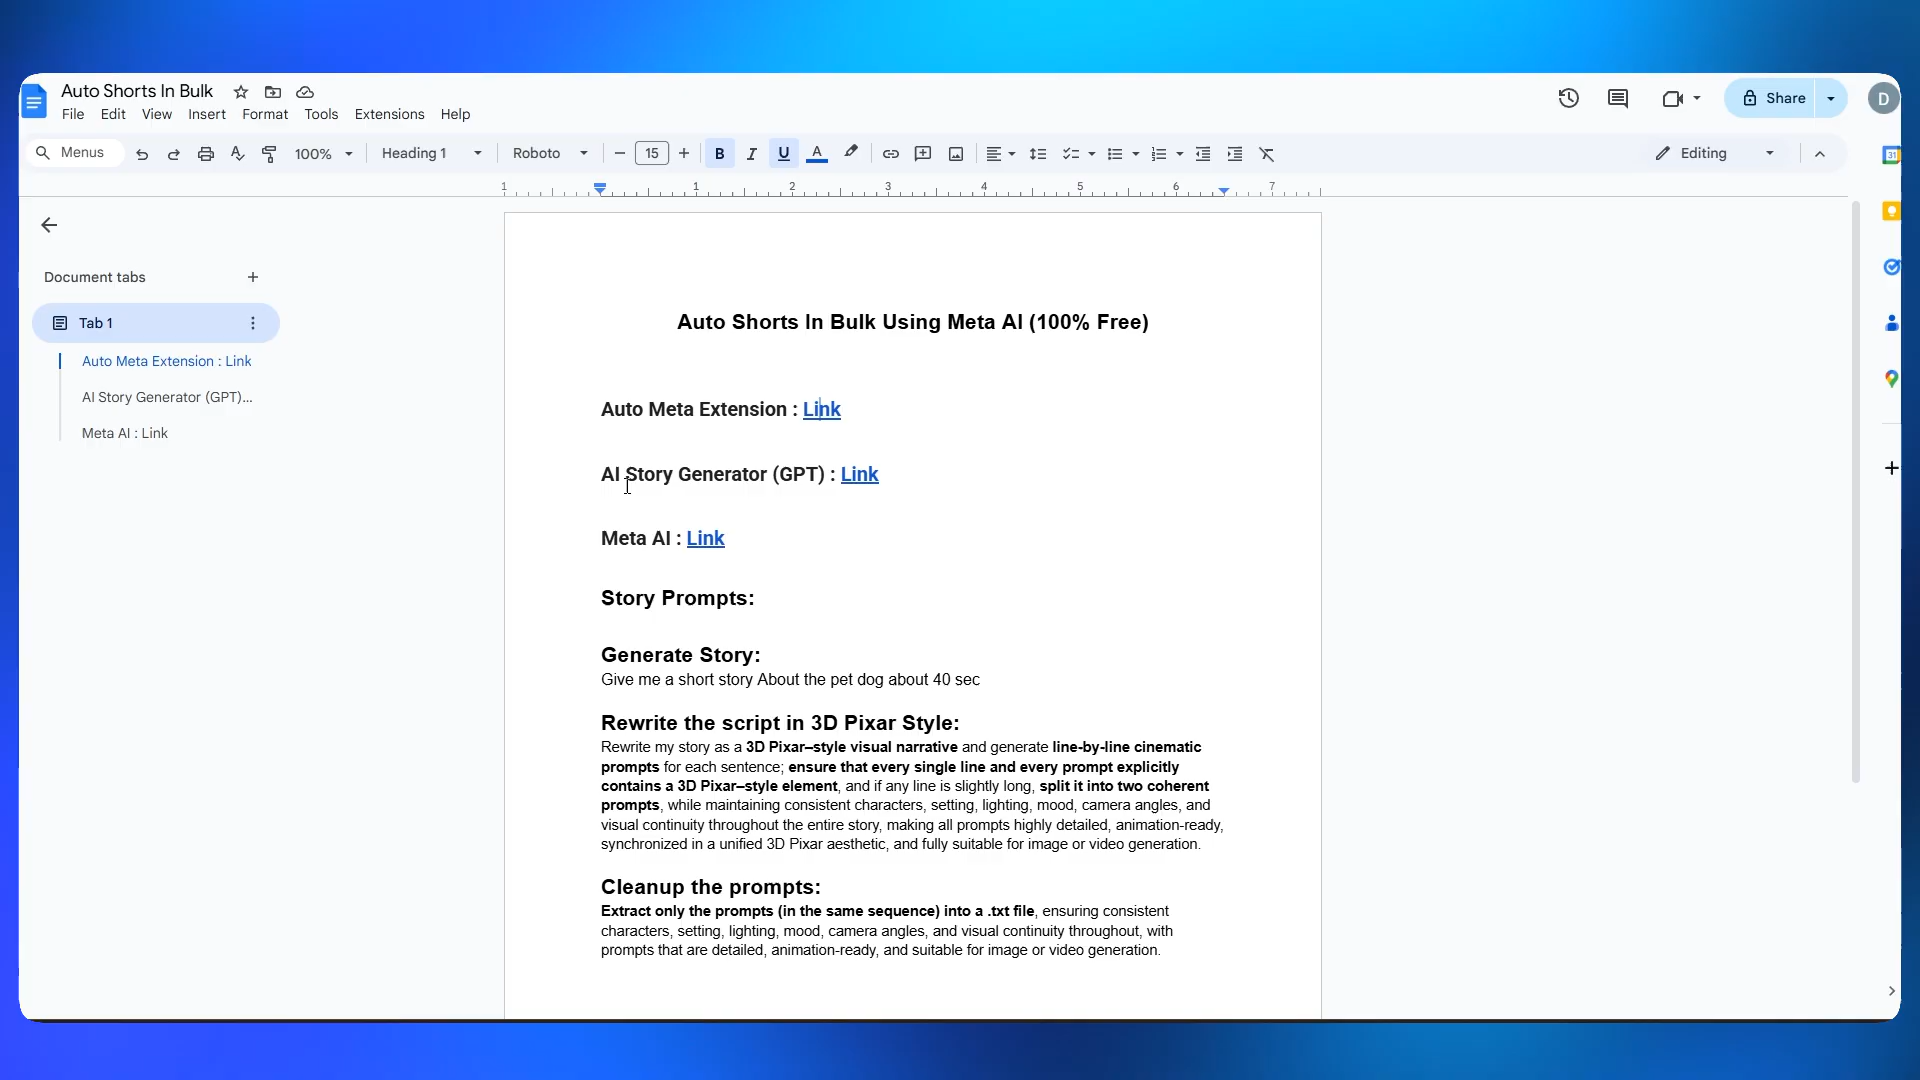 Auto Shorts In Bulk
File Edit View Insert Format Tools Extensions Help
Share
D
Menus
100%
Heading 1
Roboto
15
B
I
U
A
Editing
31
1 1 2 3 4 5 6 7
Document tabs
Tab 1
Auto Meta Extension : Link
AI Story Generator (GPT)...
Meta AI : Link
Auto Shorts In Bulk Using Meta AI (100% Free)
Auto Meta Extension : Link
AI Story Generator (GPT) : Link
Meta AI : Link
Story Prompts:
Generate Story:
Give me a short story About the pet dog about 40 sec
Rewrite the script in 3D Pixar Style:
Rewrite my story as a 3D Pixar–style visual narrative and generate line-by-line cinematic
prompts for each sentence; ensure that every single line and every prompt explicitly
contains a 3D Pixar–style element, and if any line is slightly long, split it into two coherent
prompts, while maintaining consistent characters, setting, lighting, mood, camera angles, and
visual continuity throughout the entire story, making all prompts highly detailed, animation-ready,
synchronized in a unified 3D Pixar aesthetic, and fully suitable for image or video generation.
Cleanup the prompts:
Extract only the prompts (in the same sequence) into a .txt file, ensuring consistent
characters, setting, lighting, mood, camera angles, and visual continuity throughout, with
prompts that are detailed, animation-ready, and suitable for image or video generation.